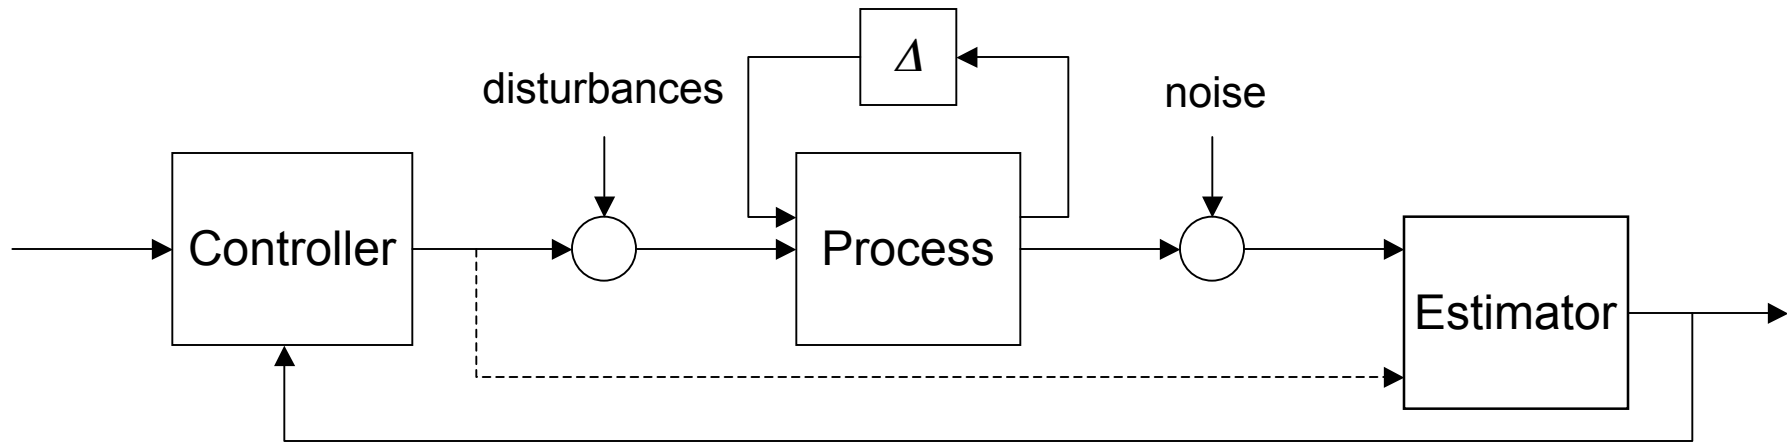 Δ
disturbances
noise
Controller
Process
Estimator